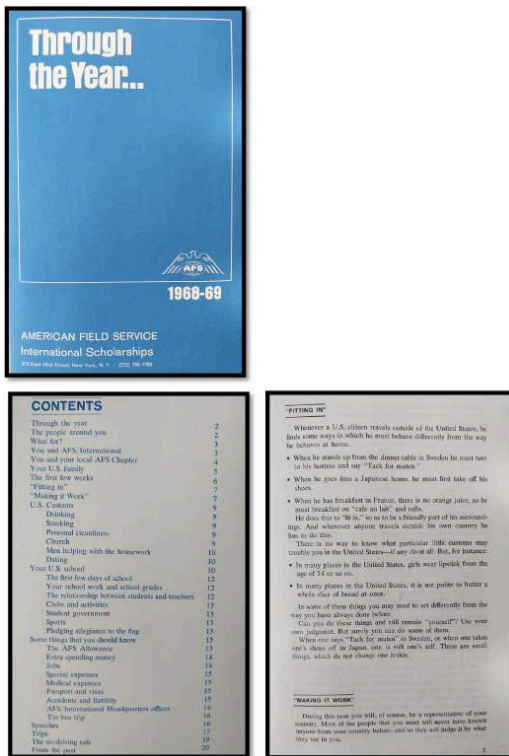 Through
the Year...
AFS
1968-69
AMERICAN FIELD SERVICE
International Scholarships
313 East 43rd Street, New York, N. Y.
CONTENTS
Through the year 2
The people around you 2
What for? 3
You and AFS/International 3
You and your local AFS Chapter 4
Your U.S. family 5
The first few weeks 6
"Fitting in" 7
"Making it Work" 7
U.S. Customs 9
Drinking 9
Smoking 9
Personal cleanliness 9
Church 9
Men helping with the housework 10
Dating 10
Your U.S. school 10
The first few days of school 12
Your school work and school grades 12
The relationship between students and teachers 12
Clubs and activities 13
Student government 13
Sports 13
Pledging allegiance to the flag 13
Some things that you should know 13
The AFS Allowance 13
Extra spending money 14
Jobs 14
Special expenses 15
Medical expenses 15
Passport and visas 15
Accidents and liability 15
AFS International Headquarters offices 16
The bus trip 16
Speeches 16
Trips 17
The no-driving rule 19
From the past 20
"FITTING IN"
Whenever a U.S. citizen travels outside of the United States, he
finds some ways in which he must behave differently from the way
he behaves at home.
• When he stands up from the dinner table in Sweden he must turn
to his hostess and say "Tack for maten."
• When he goes into a Japanese home, he must first take off his
shoes.
• When he has breakfast in France, there is no orange juice, so he
must breakfast on "cafe au lait" and rolls.
He does this to "fit in," so as to be a friendly part of his surround-
ings. And whenever anyone travels outside his own country he
has to do this.
There is no way to know what particular little customs may
trouble you in the United States—if any do at all. But, for instance:
• In many places in the United States, girls wear lipstick from the
age of 14 or so on.
• In many places in the United States, it is not polite to butter a
whole slice of bread at once.
In some of these things you may need to act differently from the
way you have always done before.
Can you do these things and still remain "yourself"? Use your
own judgment. But surely you can do some of them.
When one says "Tack for maten" in Sweden, or when one takes
one's shoes off in Japan, one is still one's self. These are small
things, which do not change one inside.
"MAKING IT WORK"
During this year you will, of course, be a representative of your
country. Most of the people that you meet will never have known
anyone from your country before, and so they will judge it by what
they see in you.
7